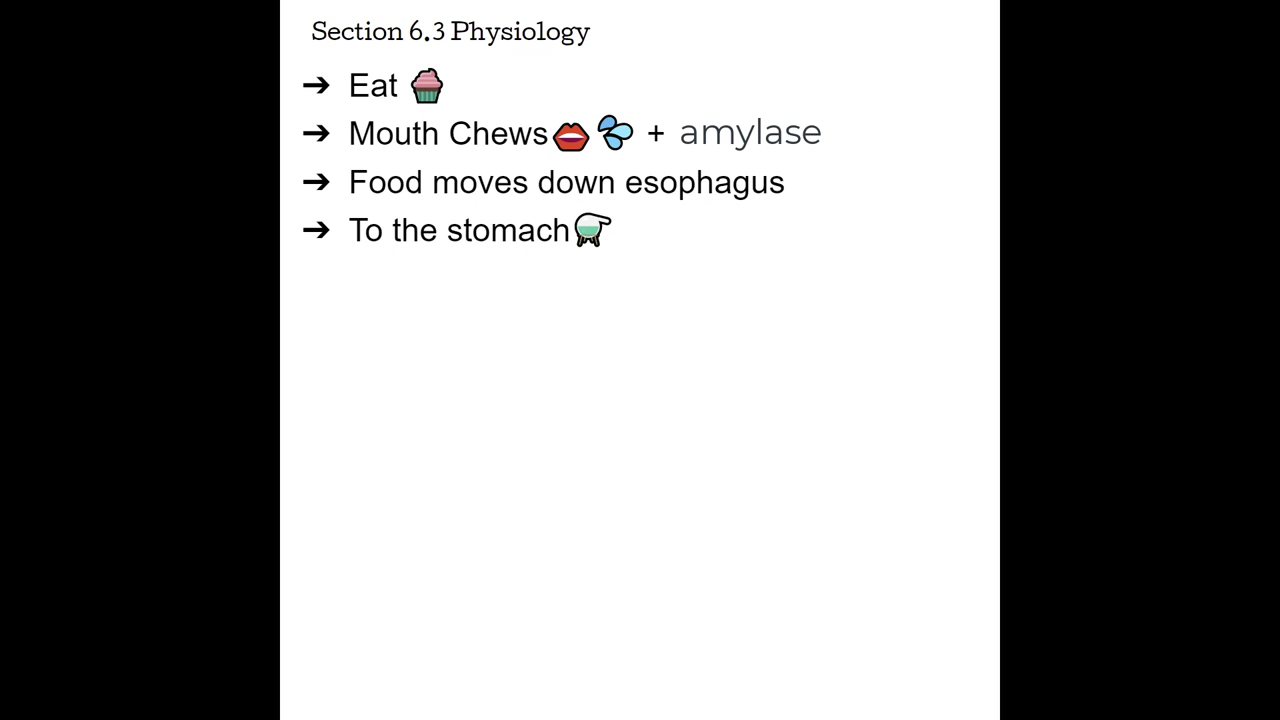 Section 6.3 Physiology
➔ Eat 🧁
➔ Mouth Chews👄💦 + amylase
➔ Food moves down esophagus
➔ To the stomach